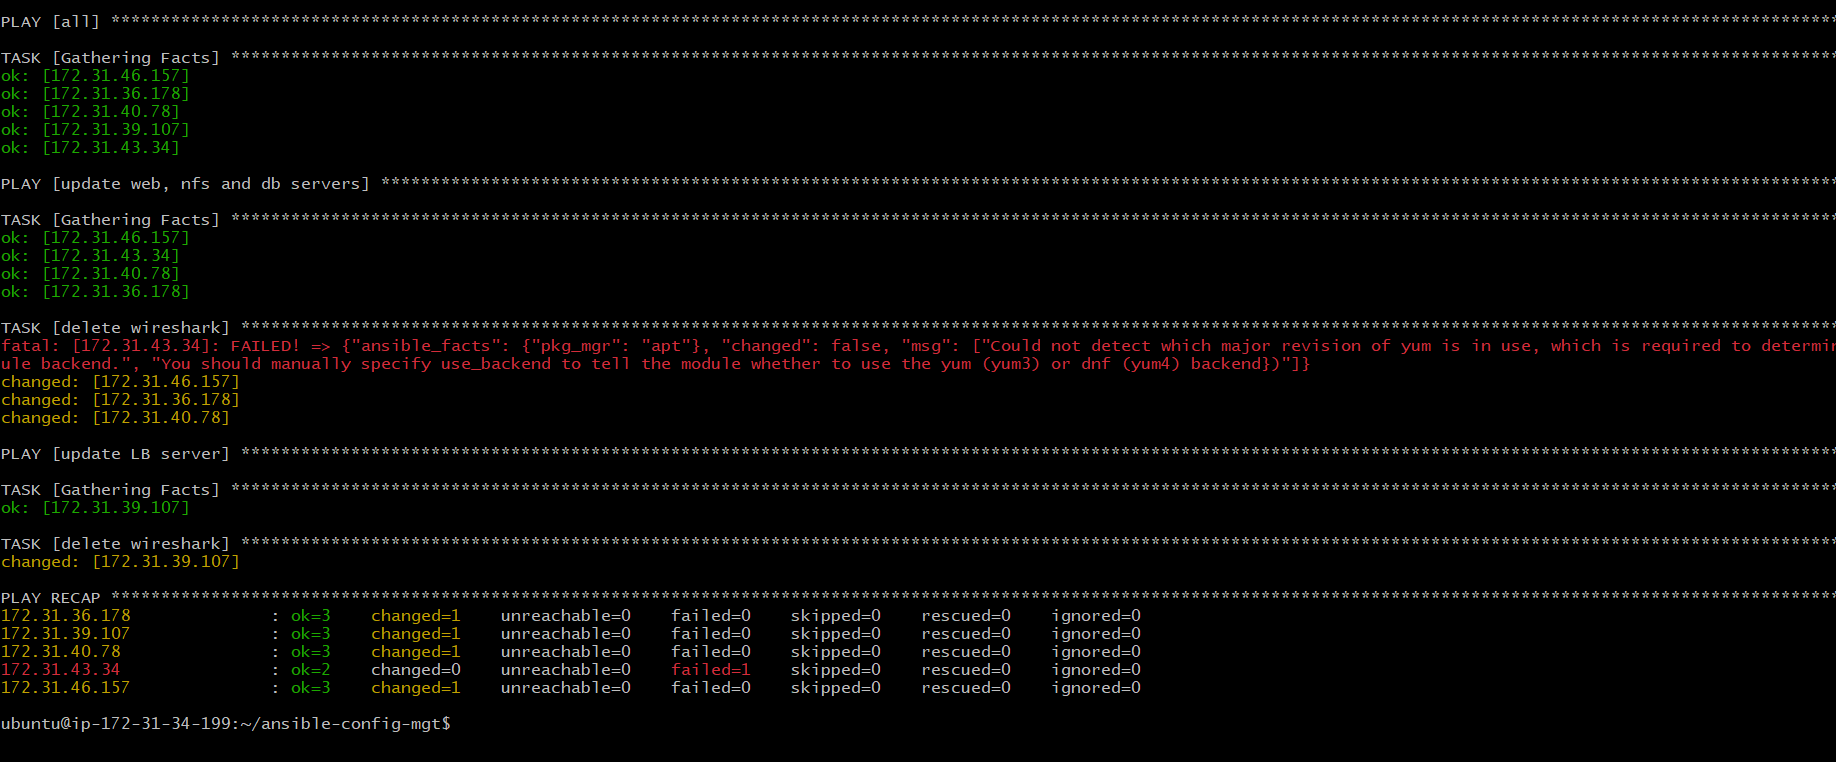 PLAY [all] ****************************************************************************************************************************************************************************
TASK [Gathering Facts] ****************************************************************************************************************************************************************
ok: [172.31.46.157]
ok: [172.31.36.178]
ok: [172.31.40.78]
ok: [172.31.39.107]
ok: [172.31.43.34]
PLAY [update web, nfs and db servers] *************************************************************************************************************************************************
TASK [Gathering Facts] ****************************************************************************************************************************************************************
ok: [172.31.46.157]
ok: [172.31.43.34]
ok: [172.31.40.78]
ok: [172.31.36.178]
TASK [delete wireshark] ***************************************************************************************************************************************************************
fatal: [172.31.43.34]: FAILED! => {"ansible_facts": {"pkg_mgr": "apt"}, "changed": false, "msg": ["Could not detect which major revision of yum is in use, which is required to determin
ule backend.", "You should manually specify use_backend to tell the module whether to use the yum (yum3) or dnf (yum4) backend})"]}
changed: [172.31.46.157]
changed: [172.31.36.178]
changed: [172.31.40.78]
PLAY [update LB server] ***************************************************************************************************************************************************************
TASK [Gathering Facts] ****************************************************************************************************************************************************************
ok: [172.31.39.107]
TASK [delete wireshark] ***************************************************************************************************************************************************************
changed: [172.31.39.107]
PLAY RECAP ****************************************************************************************************************************************************************************
172.31.36.178              : ok=3    changed=1    unreachable=0    failed=0    skipped=0    rescued=0    ignored=0
172.31.39.107              : ok=3    changed=1    unreachable=0    failed=0    skipped=0    rescued=0    ignored=0
172.31.40.78               : ok=3    changed=1    unreachable=0    failed=0    skipped=0    rescued=0    ignored=0
172.31.43.34               : ok=2    changed=0    unreachable=0    failed=1    skipped=0    rescued=0    ignored=0
172.31.46.157              : ok=3    changed=1    unreachable=0    failed=0    skipped=0    rescued=0    ignored=0
ubuntu@ip-172-31-34-199:~/ansible-config-mgt$